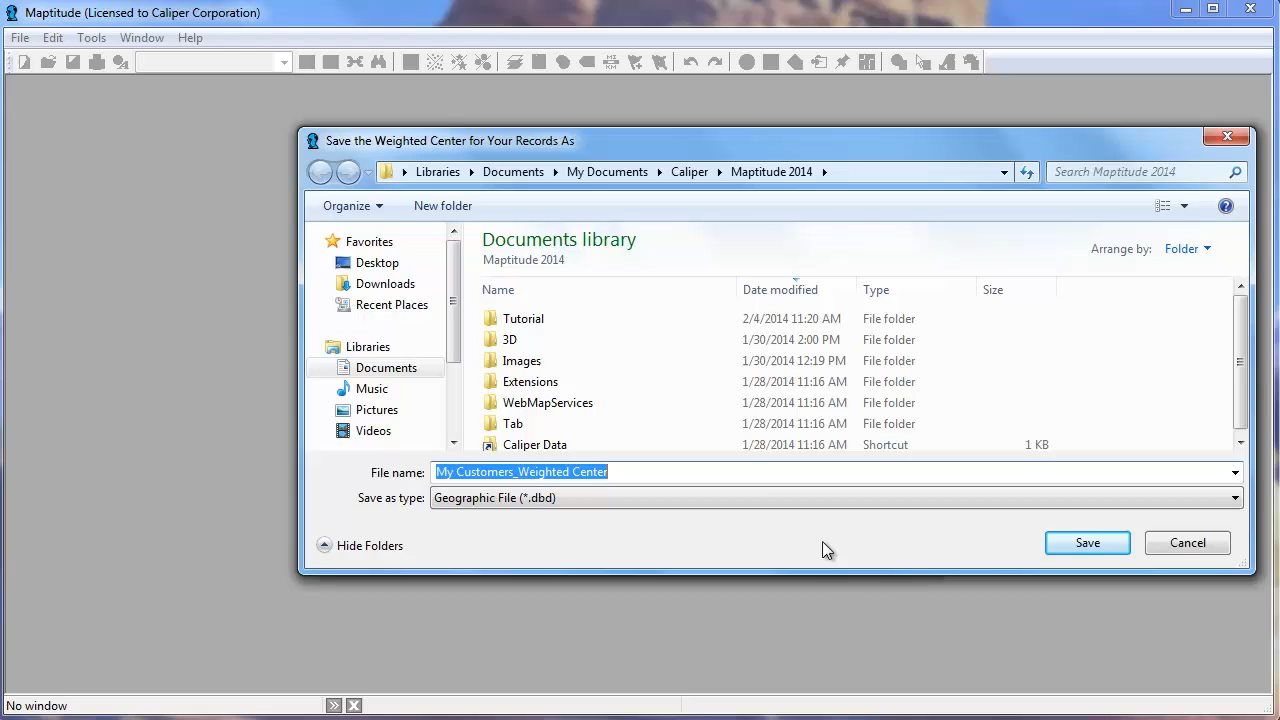 Maptitude (Licensed to Caliper Corporation)
File Edit Tools Window Help
Save the Weighted Center for Your Records As
Libraries Documents My Documents Caliper Maptitude 2014 Search Maptitude 2014
Organize New folder
Favorites
Desktop
Downloads
Recent Places
Libraries
Documents
Music
Pictures
Videos
Documents library
Maptitude 2014
Arrange by: Folder
Name Date modified Type Size
Tutorial 2/4/2014 11:20 AM File folder
3D 1/30/2014 2:00 PM File folder
Images 1/30/2014 12:19 PM File folder
Extensions 1/28/2014 11:16 AM File folder
WebMapServices 1/28/2014 11:16 AM File folder
Tab 1/28/2014 11:16 AM File folder
Caliper Data 1/28/2014 11:16 AM Shortcut 1 KB
File name: My Customers_Weighted Center
Save as type: Geographic File (*.dbd)
Hide Folders Save Cancel
No window